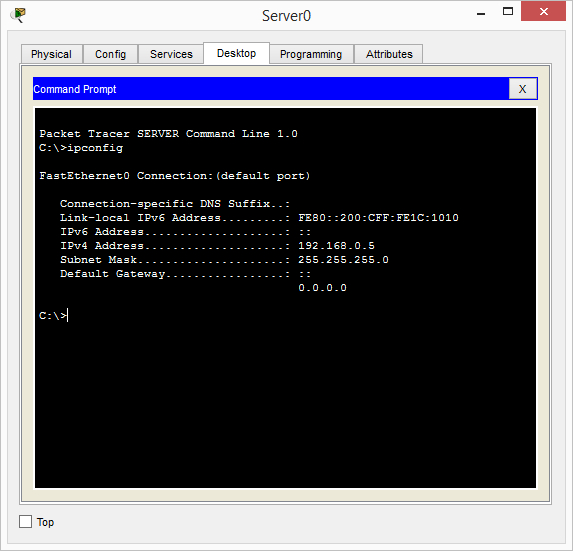 Server0
Physical Config Services Desktop Programming Attributes
Command Prompt X
Packet Tracer SERVER Command Line 1.0
C:\>ipconfig
FastEthernet0 Connection:(default port)
Connection-specific DNS Suffix..:
Link-local IPv6 Address.........: FE80::200:CFF:FE1C:1010
IPv6 Address....................: ::
IPv4 Address....................: 192.168.0.5
Subnet Mask.....................: 255.255.255.0
Default Gateway.................: ::
0.0.0.0
C:\>
Top